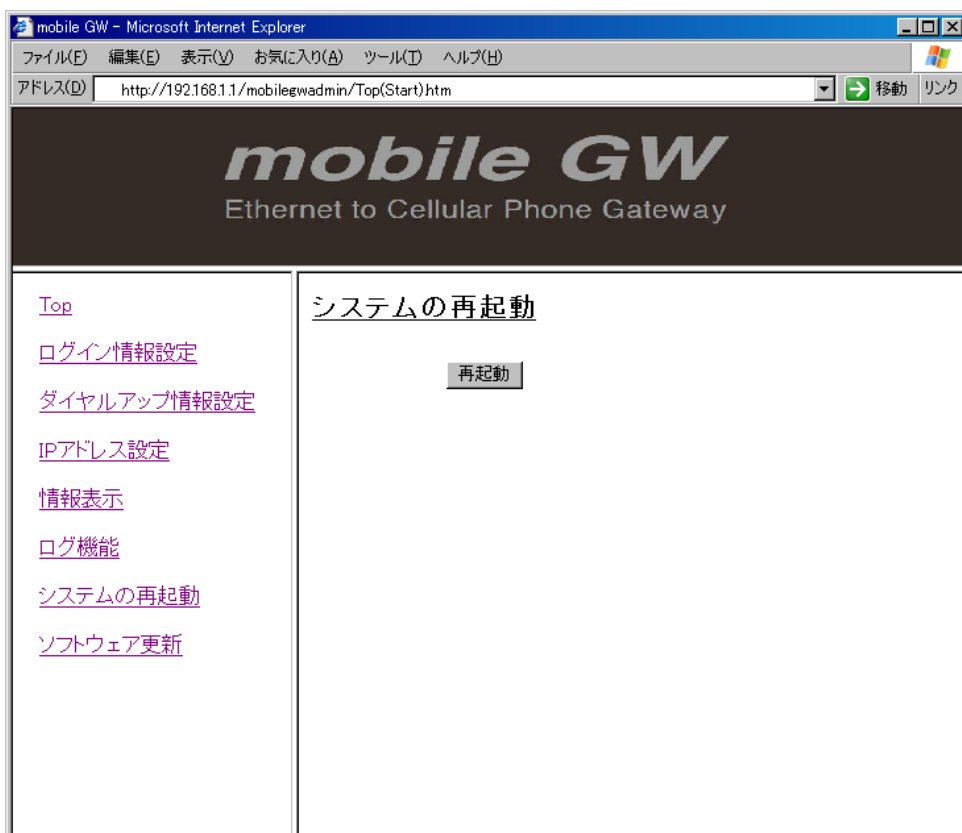 mobile GW - Microsoft Internet Explorer
ファイル(F) 編集(E) 表示(V) お気に入り(A) ツール(T) ヘルプ(H)
アドレス(D) http://192.168.1.1/mobilegwadmin/Top(Start).htm 移動 リンク
mobile GW
Ethernet to Cellular Phone Gateway
Top
ログイン情報設定
ダイヤルアップ情報設定
IPアドレス設定
情報表示
ログ機能
システムの再起動
ソフトウェア更新
システムの再起動
再起動